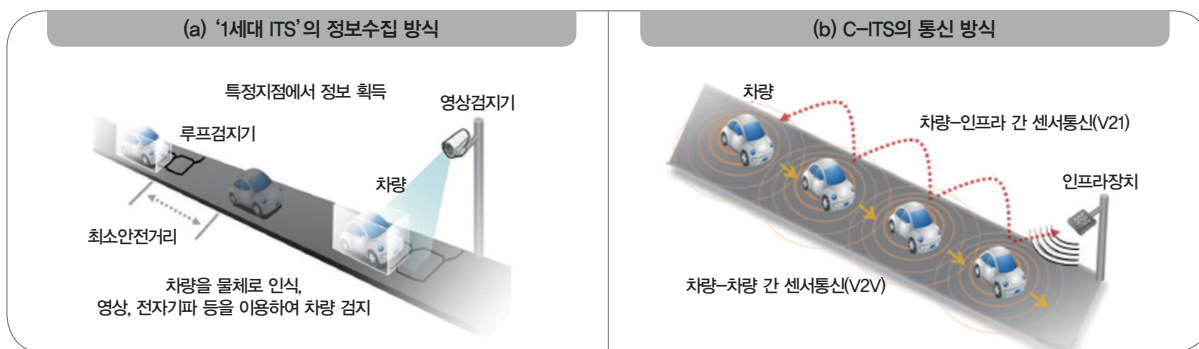 (a) ‘1세대 ITS’의 정보수집 방식
특정지점에서 정보 획득
영상검지기
루프검지기
차량
최소안전거리
차량을 물체로 인식,
영상, 전자기파 등을 이용하여 차량 검지
(b) C-ITS의 통신 방식
차량
차량-인프라 간 센서통신(V21)
인프라장치
차량-차량 간 센서통신(V2V)